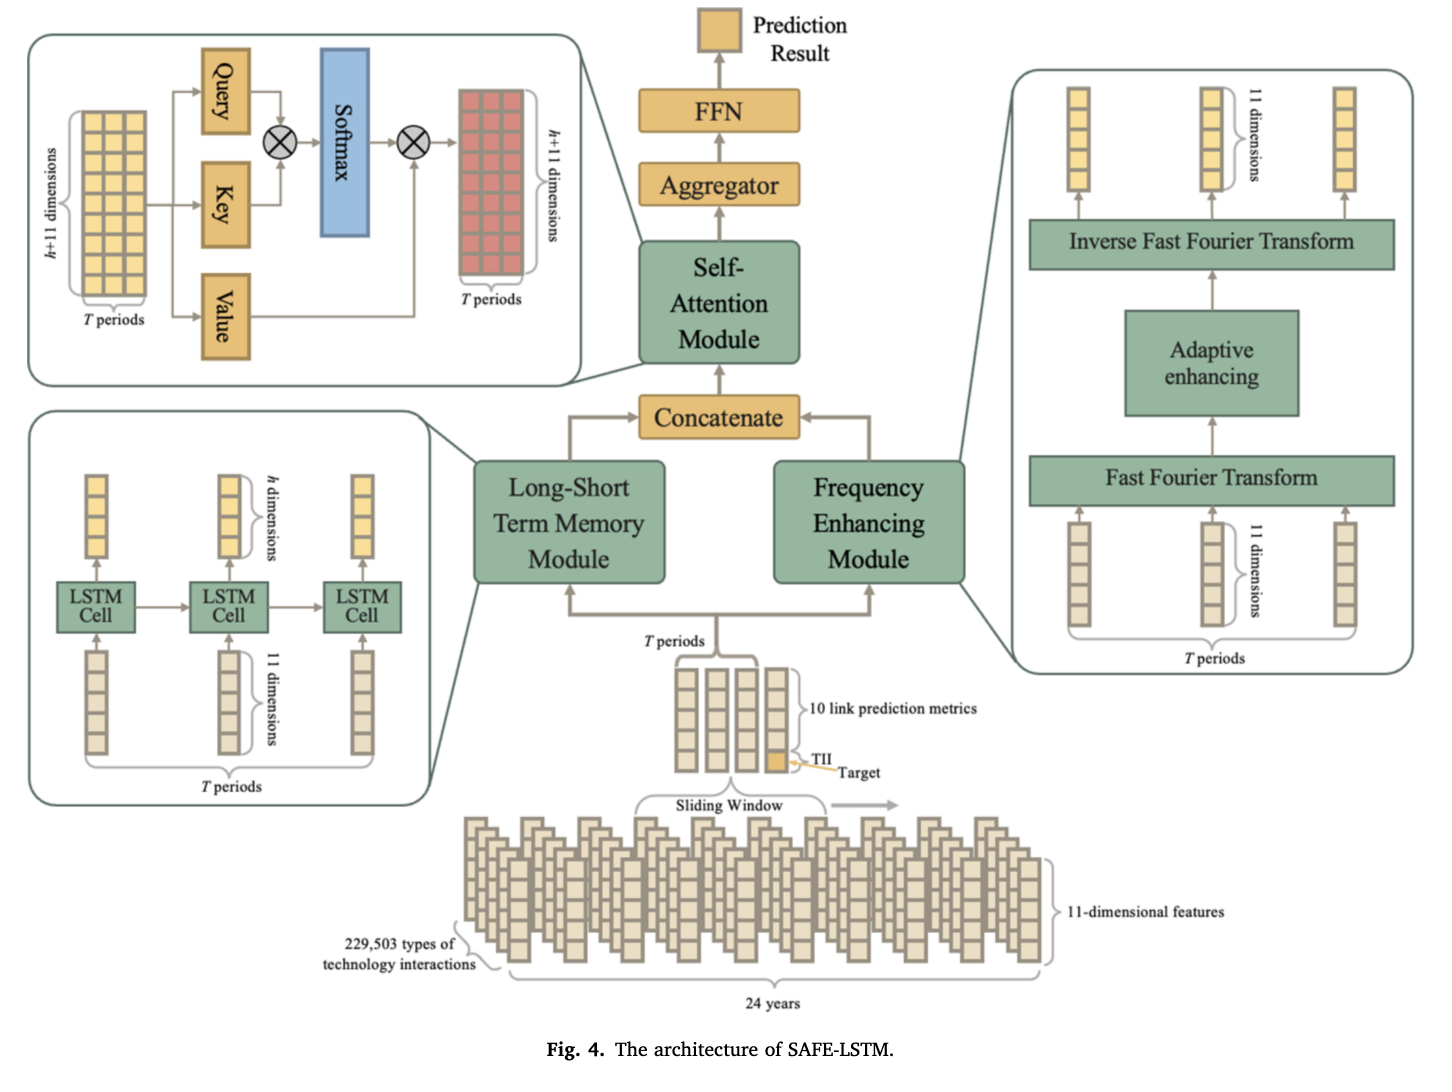 Prediction
Result
FFN
Aggregator
Self-
Attention
Module
Concatenate
Long-Short
Term Memory
Module
Frequency
Enhancing
Module
Query
Key
Value
Softmax
h+11 dimensions
T periods
h+11 dimensions
T periods
h dimensions
LSTM
Cell
LSTM
Cell
LSTM
Cell
11 dimensions
T periods
11 dimensions
Inverse Fast Fourier Transform
Adaptive
enhancing
Fast Fourier Transform
11 dimensions
T periods
T periods
10 link prediction metrics
TII
Target
Sliding Window
11-dimensional features
229,503 types of
technology interactions
24 years
Fig. 4. The architecture of SAFE-LSTM.